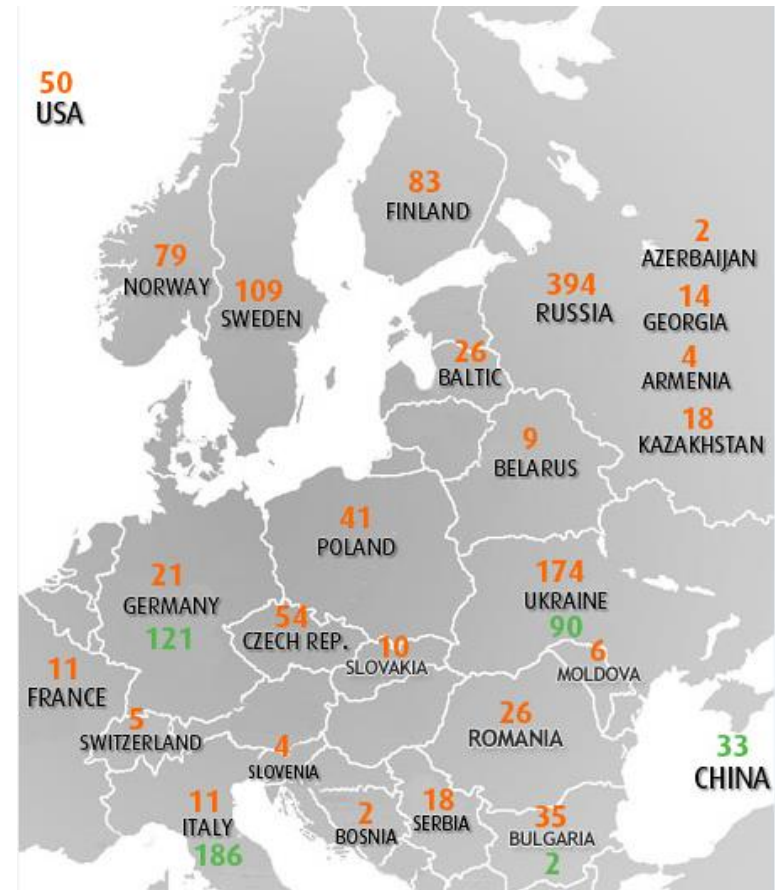 50
USA
83
FINLAND
2
AZERBAIJAN
79
NORWAY
109
SWEDEN
394
RUSSIA
14
GEORGIA
26
BALTIC
4
ARMENIA
18
KAZAKHSTAN
9
BELARUS
41
POLAND
21
GERMANY
121
174
UKRAINE
90
54
CZECH REP.
10
SLOVAKIA
6
MOLDOVA
11
FRANCE
5
SWITZERLAND
26
ROMANIA
4
SLOVENIA
33
CHINA
11
ITALY
186
2
BOSNIA
18
SERBIA
35
BULGARIA
2